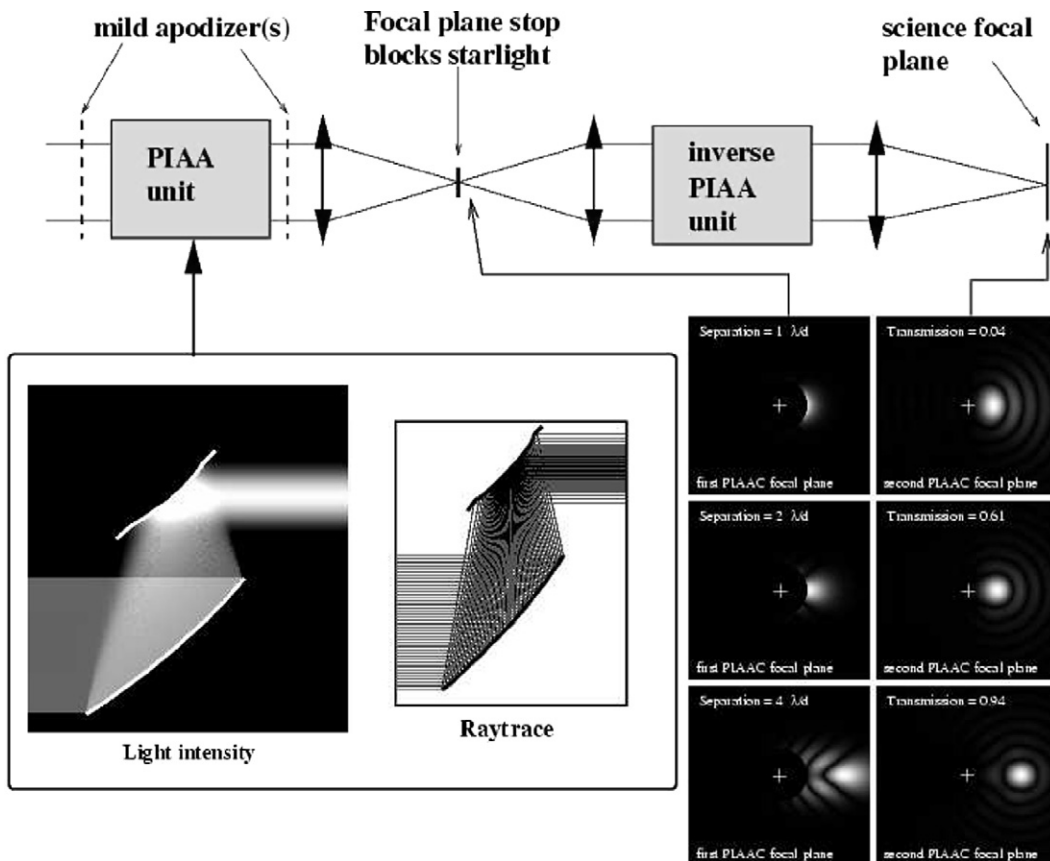 mild apodizer(s)
Focal plane stop
blocks starlight
science focal
plane
PIAA
unit
inverse
PIAA
unit
Separation = 1 λ/d
first PIAAC focal plane
Transmission = 0.04
second PIAAC focal plane
Separation = 2 λ/d
first PIAAC focal plane
Transmission = 0.61
second PIAAC focal plane
Separation = 4 λ/d
first PIAAC focal plane
Transmission = 0.94
second PIAAC focal plane
Light intensity
Raytrace